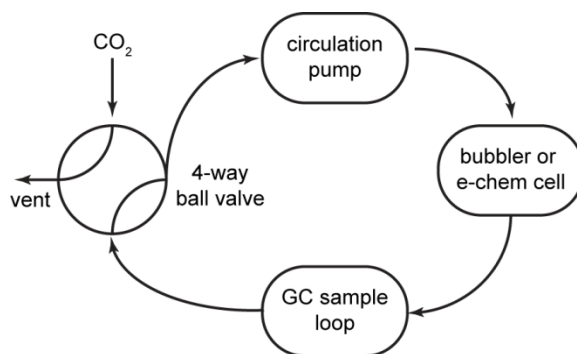 CO₂
circulation
pump
vent
4-way
ball valve
bubbler or
e-chem cell
GC sample
loop